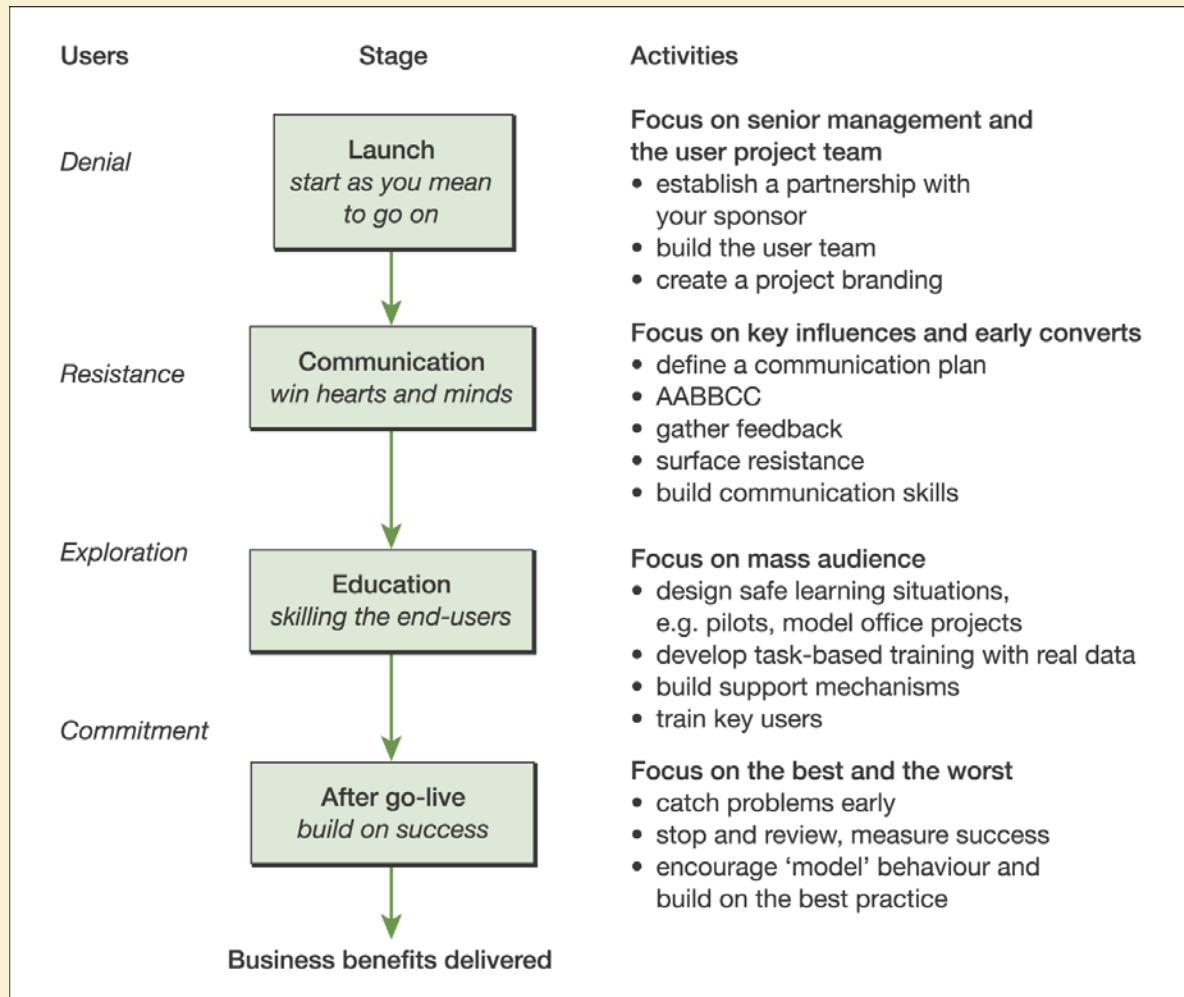 Users Stage Activities
Denial
Launch
start as you mean
to go on
Focus on senior management and
the user project team
• establish a partnership with
your sponsor
• build the user team
• create a project branding
Resistance
Communication
win hearts and minds
Focus on key influences and early converts
• define a communication plan
• AABBCC
• gather feedback
• surface resistance
• build communication skills
Exploration
Education
skilling the end-users
Focus on mass audience
• design safe learning situations,
e.g. pilots, model office projects
• develop task-based training with real data
• build support mechanisms
• train key users
Commitment
After go-live
build on success
Focus on the best and the worst
• catch problems early
• stop and review, measure success
• encourage ‘model’ behaviour and
build on the best practice
Business benefits delivered